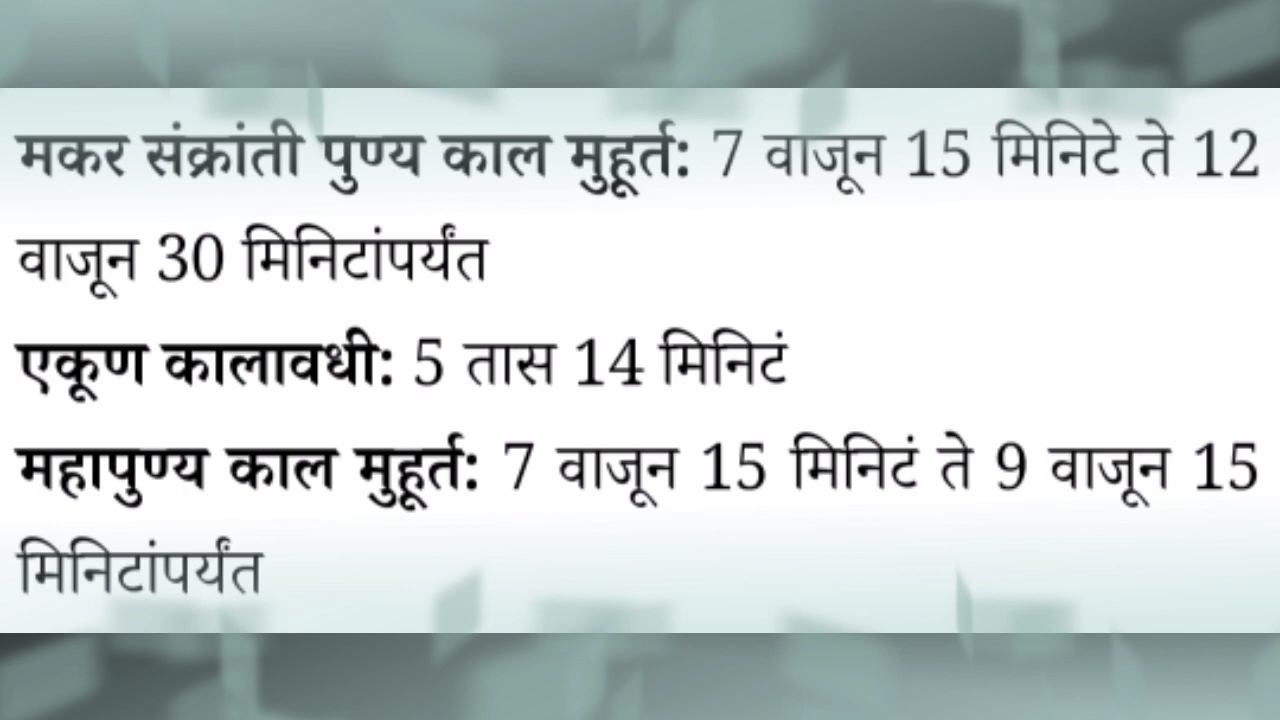 मकर संक्रांती पुण्य काल मुहूर्त: 7 वाजून 15 मिनिटे ते 12
वाजून 30 मिनिटांपर्यंत
एकूण कालावधी: 5 तास 14 मिनिटं
महापुण्य काल मुहूर्त: 7 वाजून 15 मिनिटं ते 9 वाजून 15
मिनिटांपर्यंत